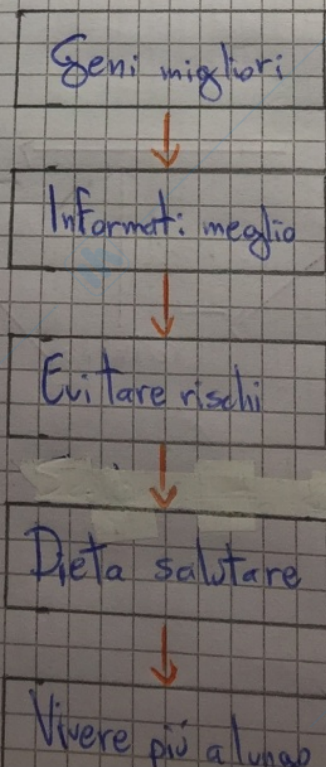 Geni migliori
Informati meglio
Evitare rischi
Dieta salutare
Vivere più a lungo